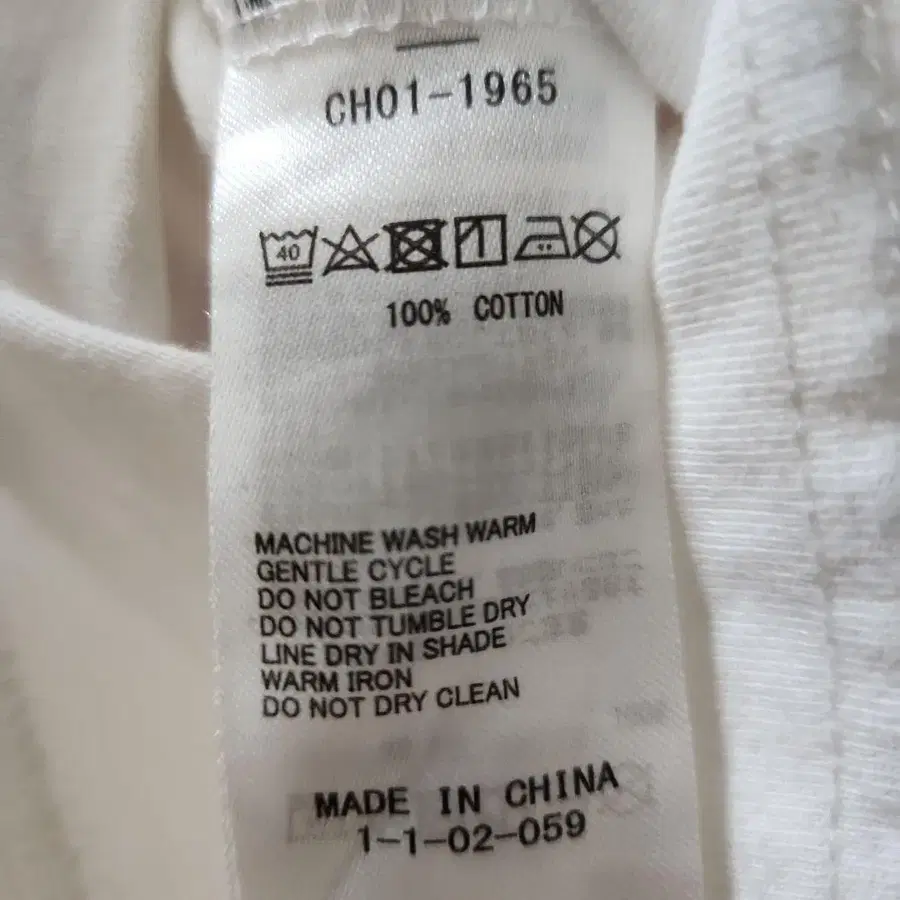 CH01-1965
40
100% COTTON
MACHINE WASH WARM
GENTLE CYCLE
DO NOT BLEACH
DO NOT TUMBLE DRY
LINE DRY IN SHADE
WARM IRON
DO NOT DRY CLEAN
MADE IN CHINA
1-1-02-059